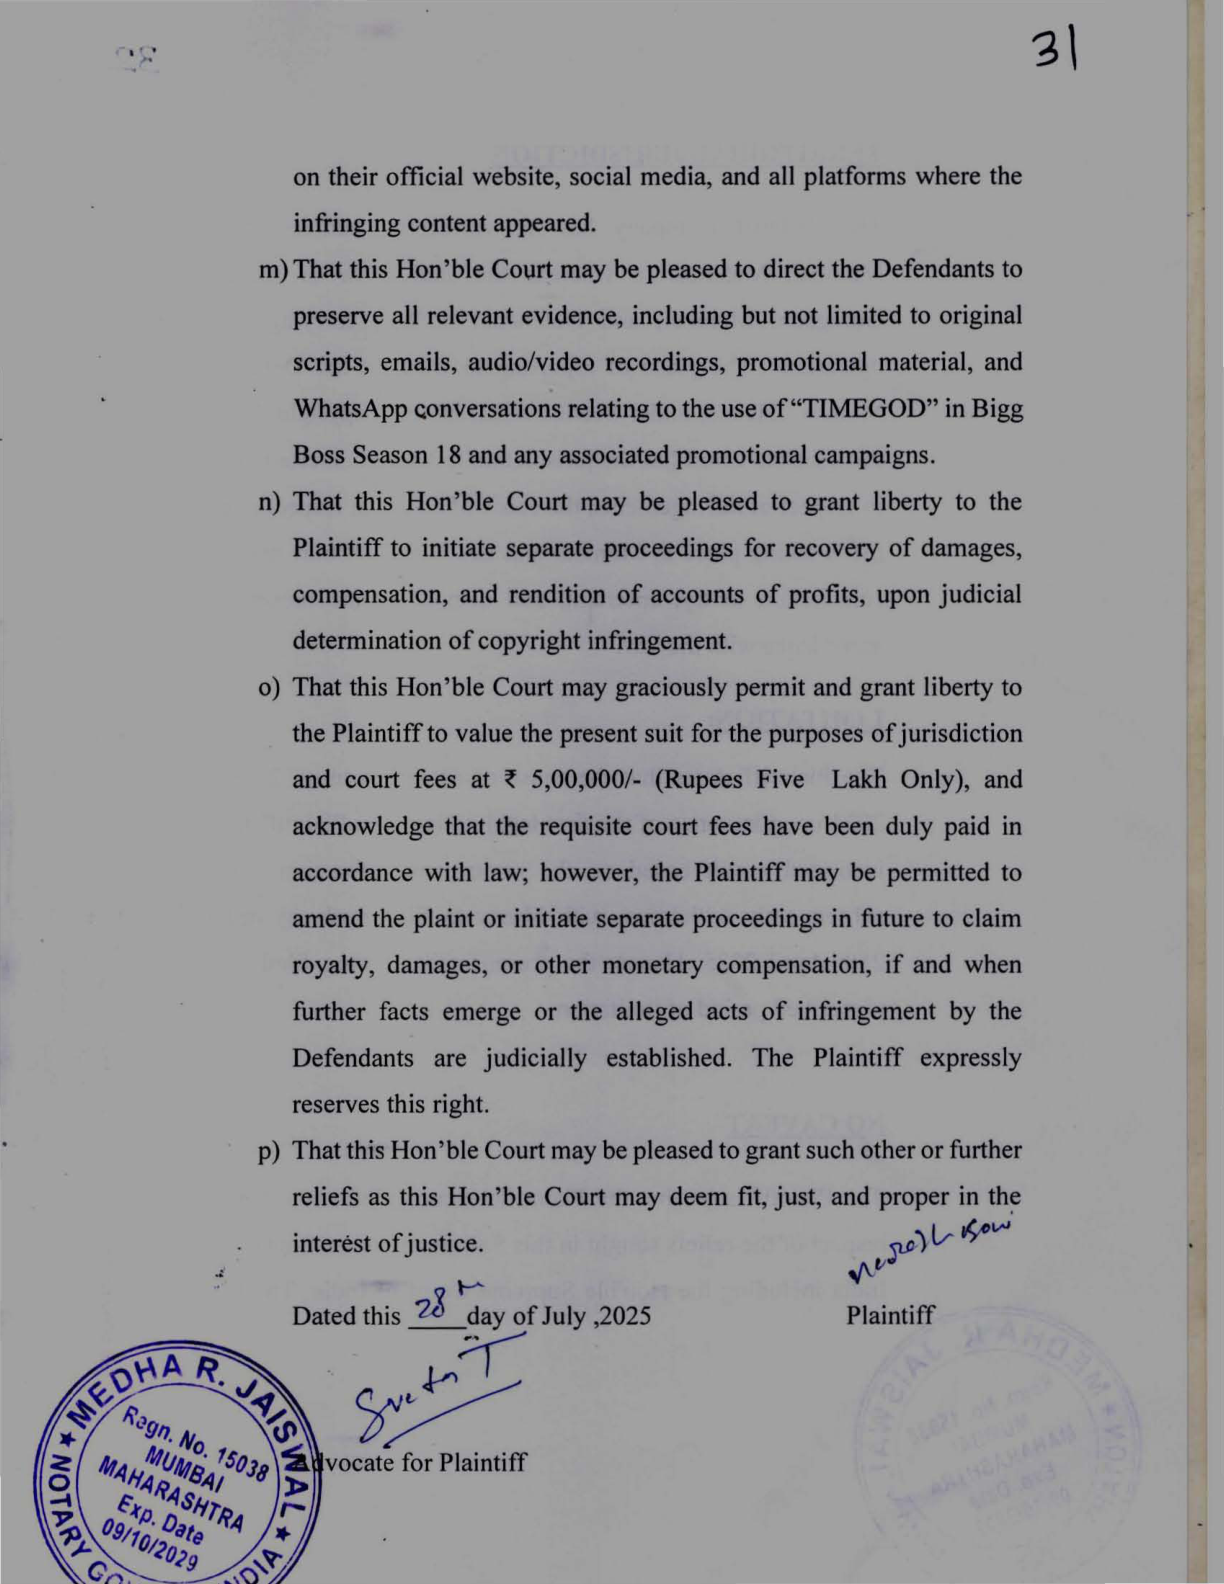 31
on their official website, social media, and all platforms where the
infringing content appeared.
m) That this Hon'ble Court may be pleased to direct the Defendants to
preserve all relevant evidence, including but not limited to original
scripts, emails, audio/video recordings, promotional material, and
WhatsApp conversations relating to the use of “TIMEGOD” in Bigg
Boss Season 18 and any associated promotional campaigns.
n) That this Hon'ble Court may be pleased to grant liberty to the
Plaintiff to initiate separate proceedings for recovery of damages,
compensation, and rendition of accounts of profits, upon judicial
determination of copyright infringement.
o) That this Hon'ble Court may graciously permit and grant liberty to
the Plaintiff to value the present suit for the purposes of jurisdiction
and court fees at ₹ 5,00,000/- (Rupees Five Lakh Only), and
acknowledge that the requisite court fees have been duly paid in
accordance with law; however, the Plaintiff may be permitted to
amend the plaint or initiate separate proceedings in future to claim
royalty, damages, or other monetary compensation, if and when
further facts emerge or the alleged acts of infringement by the
Defendants are judicially established. The Plaintiff expressly
reserves this right.
p) That this Hon'ble Court may be pleased to grant such other or further
reliefs as this Hon'ble Court may deem fit, just, and proper in the
interest of justice.
Dated this 28th day of July ,2025
Plaintiff
Advocate for Plaintiff
MEDHA R. JAISWAL
Regn. No. 15038
MUMBAI
MAHARASHTRA
Exp. Date
09/10/2029
NOTARY